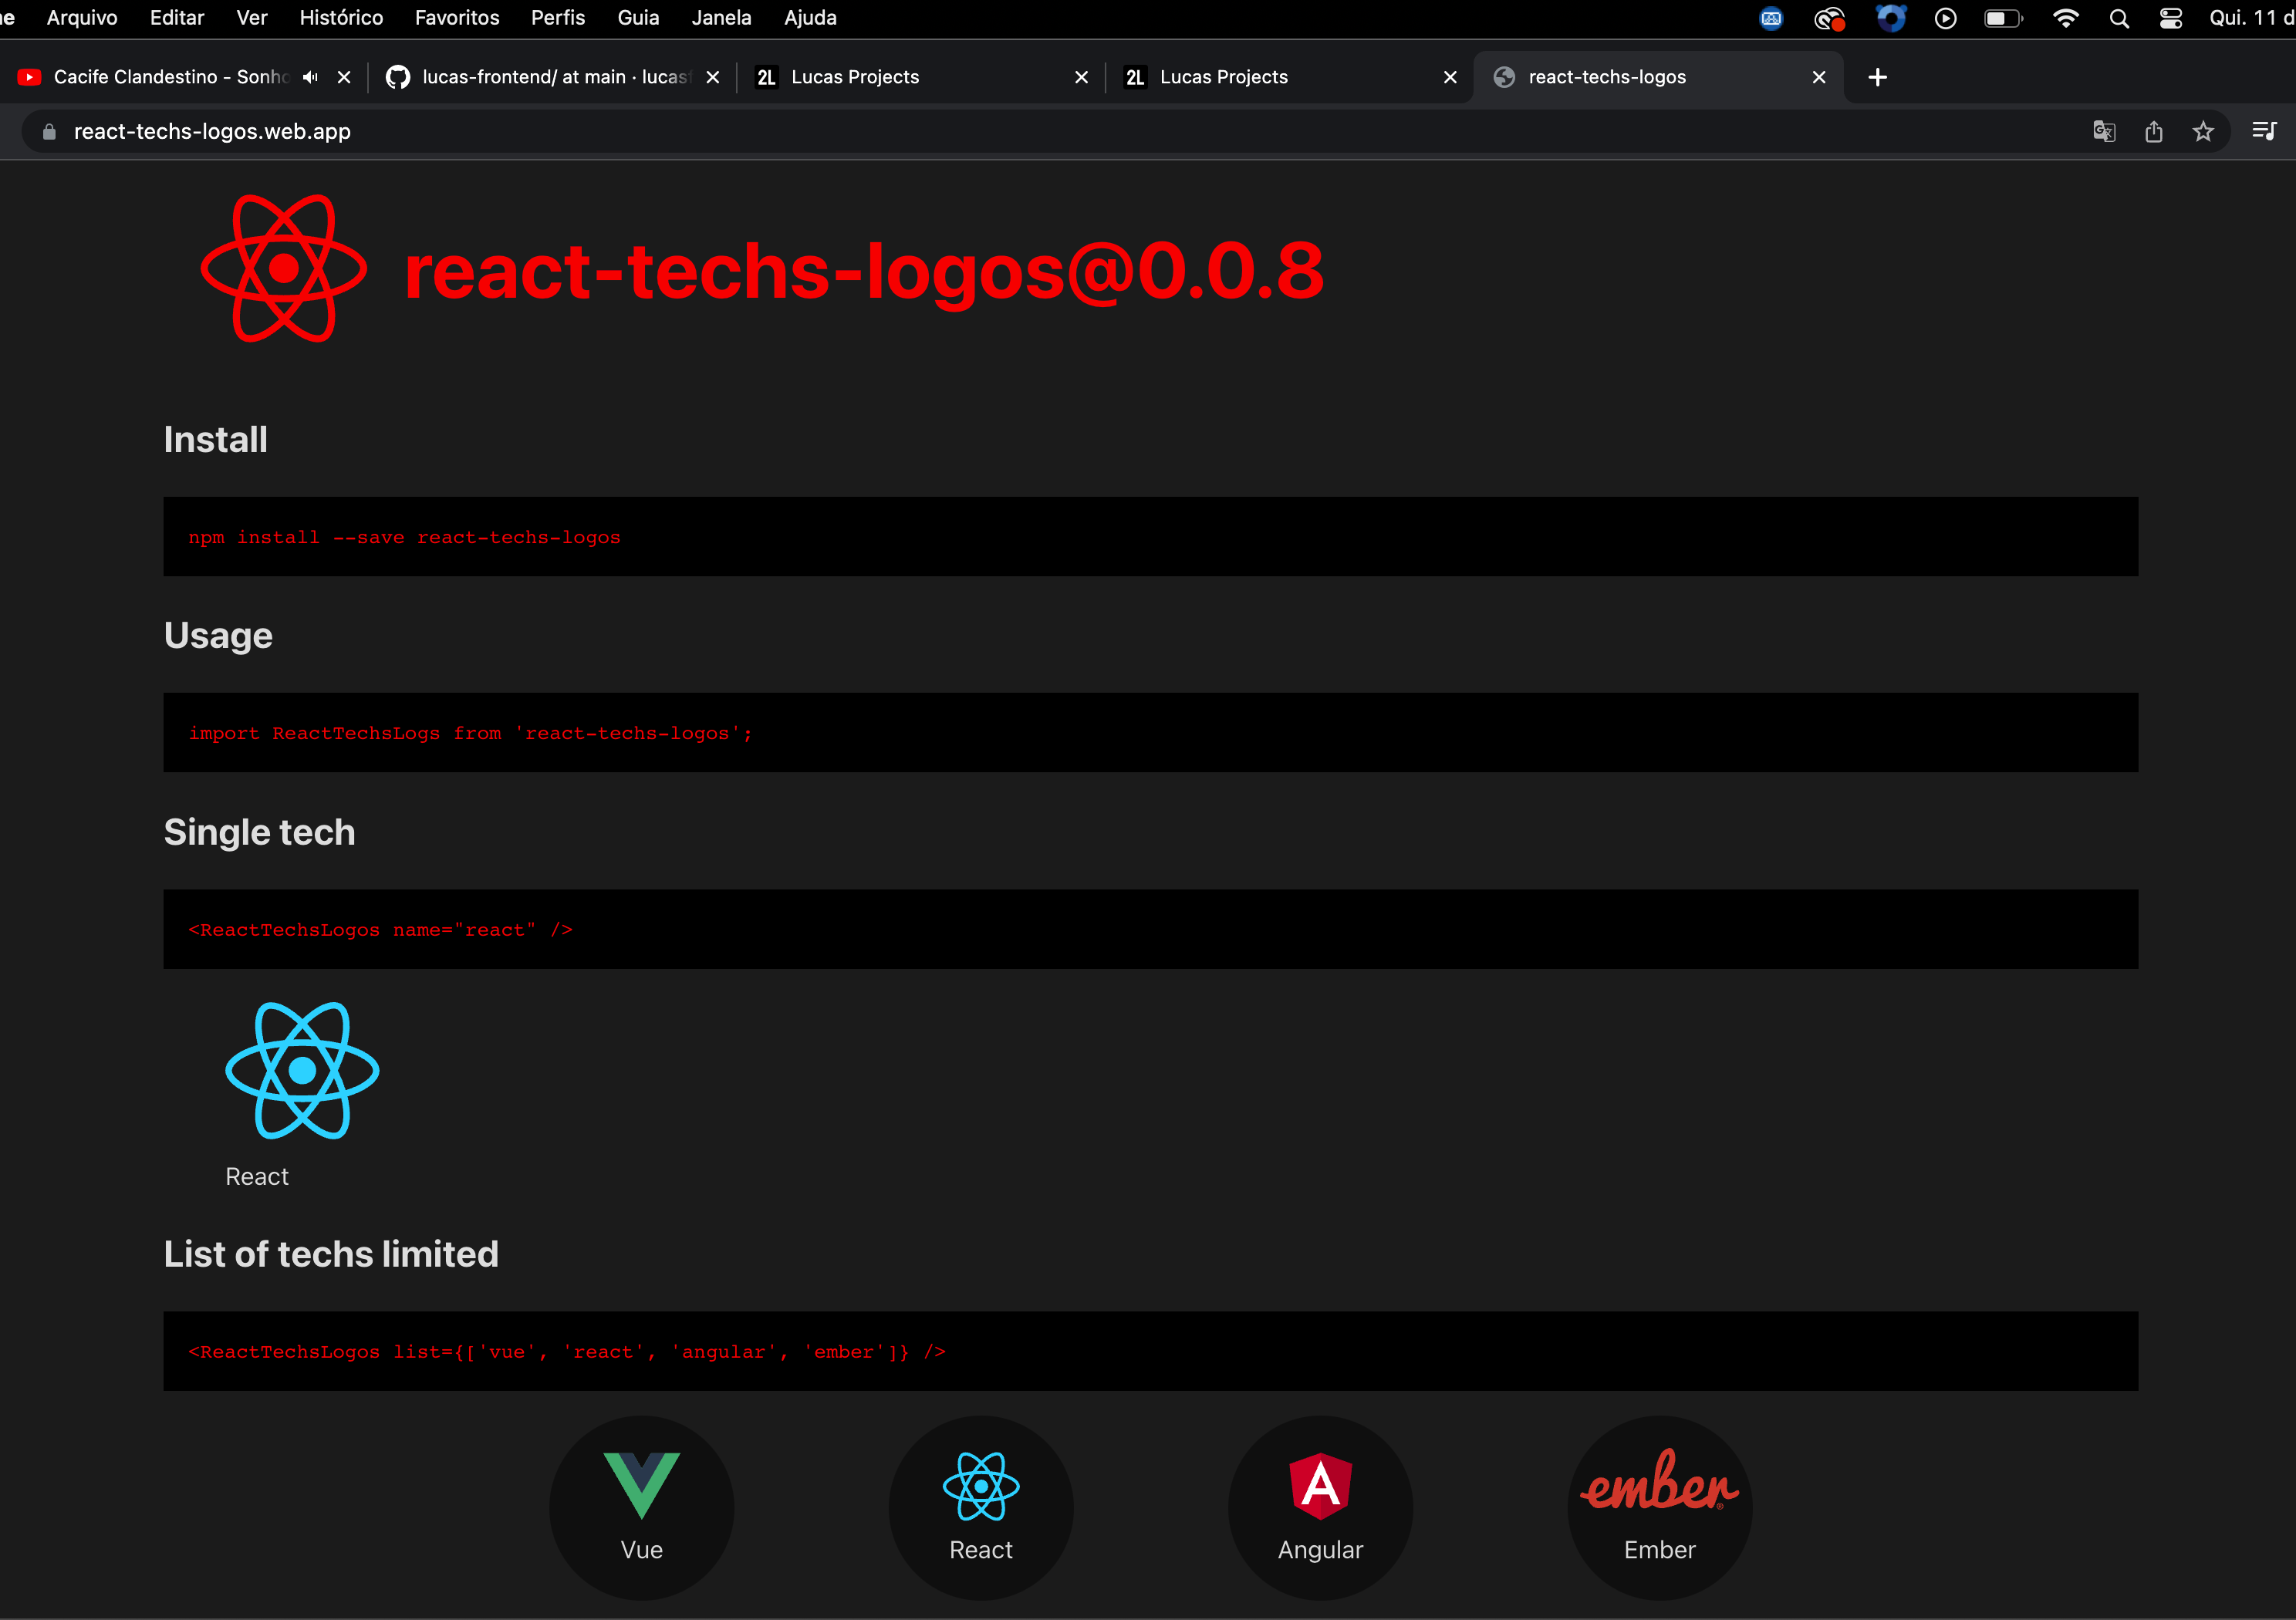 Arquivo Editar Ver Histórico Favoritos Perfis Guia Janela Ajuda Qui. 11 d
Cacife Clandestino - Sonho lucas-frontend/ at main · lucas 2L Lucas Projects 2L Lucas Projects react-techs-logos
react-techs-logos.web.app
react-techs-logos@0.0.8
Install
npm install --save react-techs-logos
Usage
import ReactTechsLogs from 'react-techs-logos';
Single tech
<ReactTechsLogos name="react" />
React
List of techs limited
<ReactTechsLogos list={['vue', 'react', 'angular', 'ember']} />
ember
Vue React Angular Ember